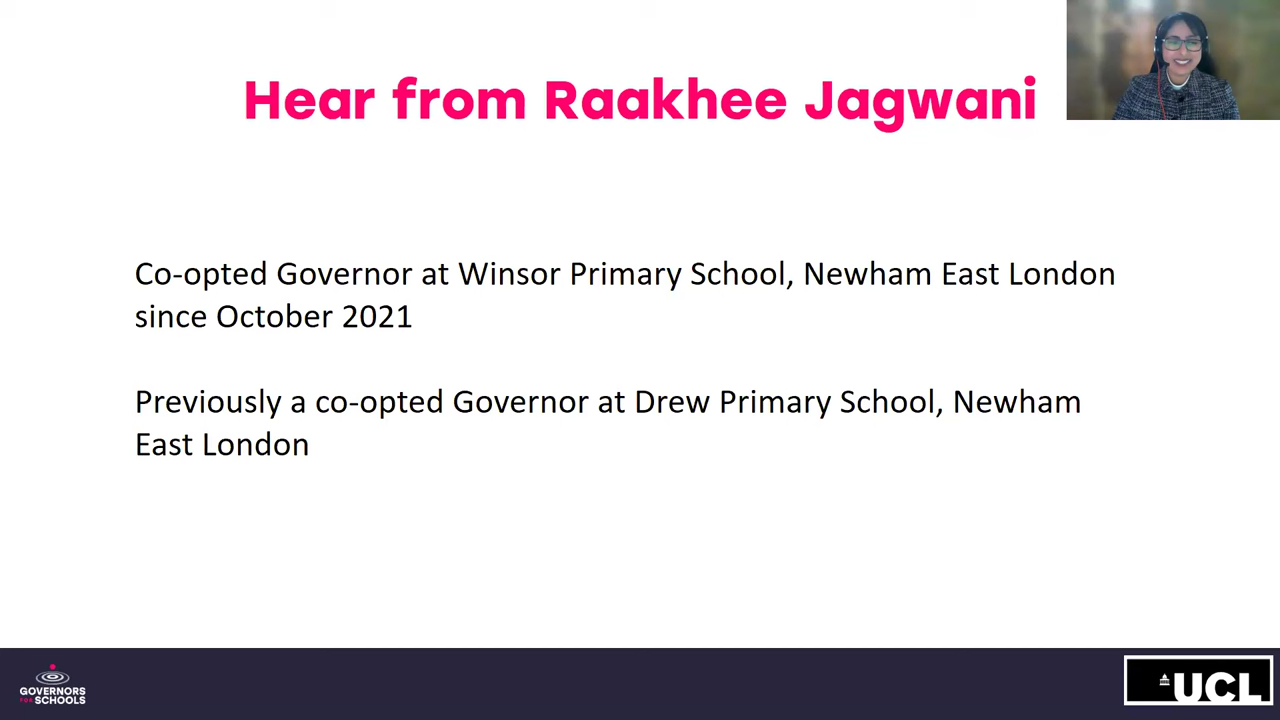 Hear from Raakhee Jagwani
Co-opted Governor at Winsor Primary School, Newham East London
since October 2021
Previously a co-opted Governor at Drew Primary School, Newham
East London
GOVERNORS
FOR SCHOOLS
UCL